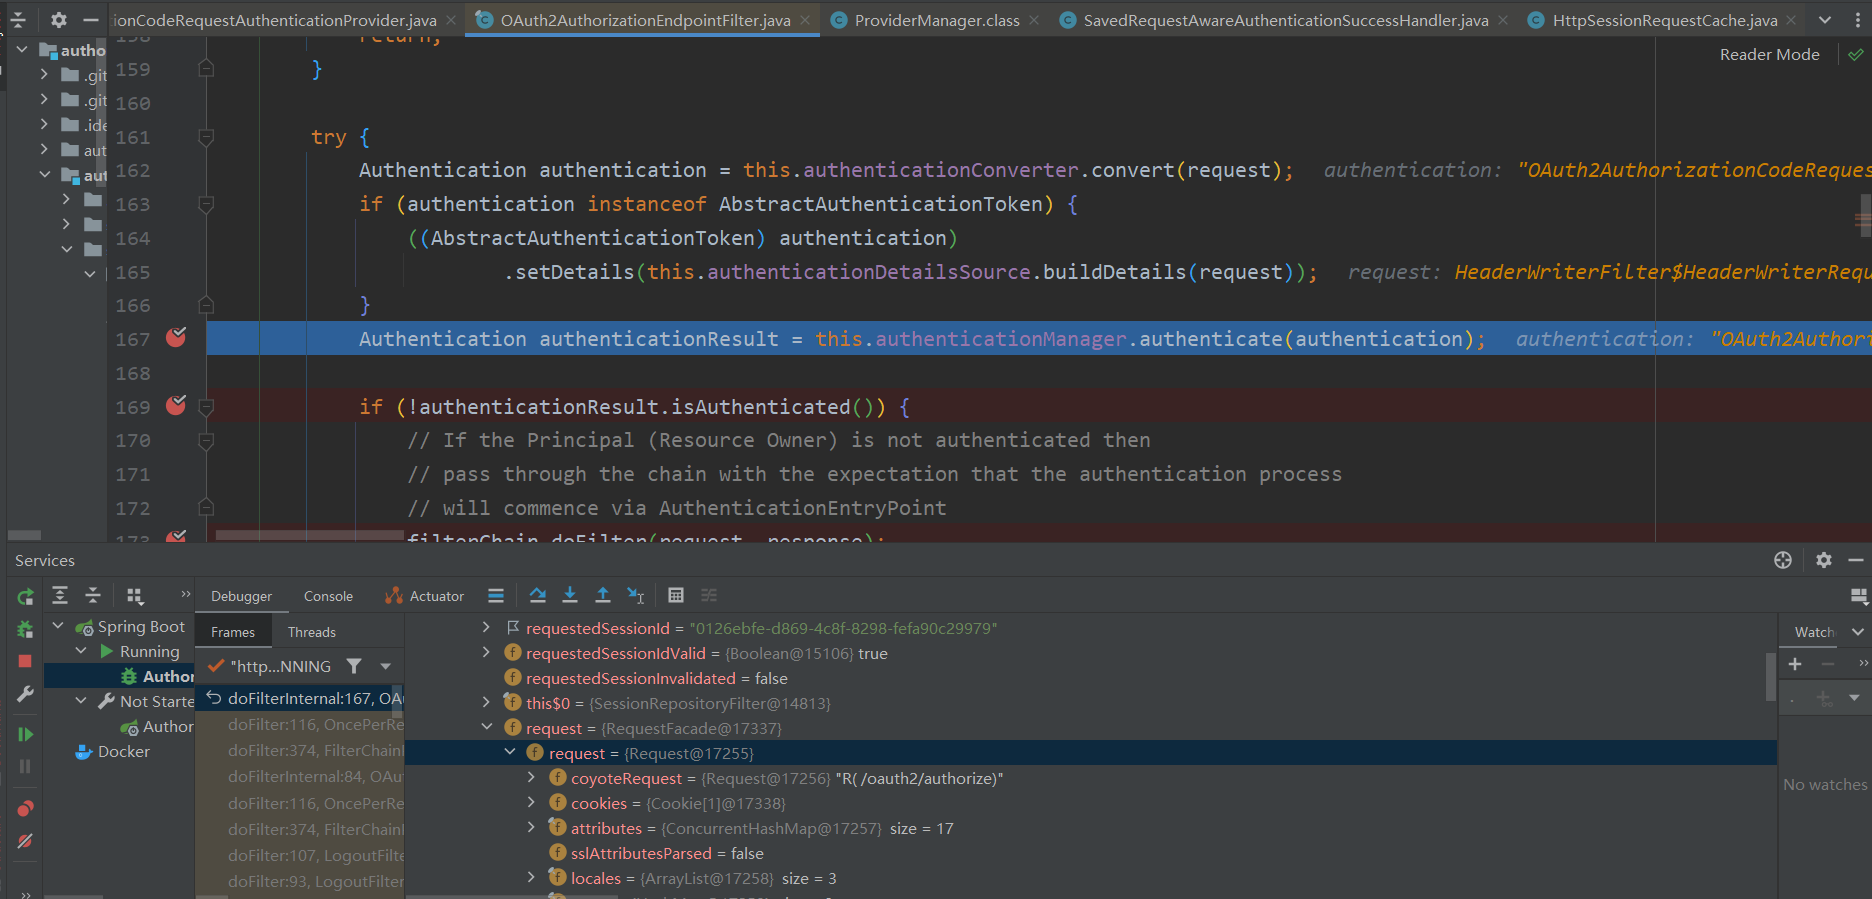 ionCodeRequestAuthenticationProvider.java
OAuth2AuthorizationEndpointFilter.java
ProviderManager.class
SavedRequestAwareAuthenticationSuccessHandler.java
HttpSessionRequestCache.java
Reader Mode
autho
.git
.git
.ide
aut
aut
158 return;
159 }
160
161 try {
162 Authentication authentication = this.authenticationConverter.convert(request); authentication: "OAuth2AuthorizationCodeReques
163 if (authentication instanceof AbstractAuthenticationToken) {
164 ((AbstractAuthenticationToken) authentication)
165 .setDetails(this.authenticationDetailsSource.buildDetails(request)); request: HeaderWriterFilter$HeaderWriterRequ
166 }
167 Authentication authenticationResult = this.authenticationManager.authenticate(authentication); authentication: "OAuth2Authori
168
169 if (!authenticationResult.isAuthenticated()) {
170 // If the Principal (Resource Owner) is not authenticated then
171 // pass through the chain with the expectation that the authentication process
172 // will commence via AuthenticationEntryPoint
173 filterChain.doFilter(request, response);
Services
Debugger
Console
Actuator
Spring Boot
Running
Author
Not Starte
Author
Docker
Frames
Threads
"http...NNING
doFilterInternal:167, OAu
doFilter:116, OncePerRe
doFilter:374, FilterChainI
doFilterInternal:84, OAu
doFilter:116, OncePerRe
doFilter:374, FilterChainI
doFilter:107, LogoutFilte
doFilter:93, LogoutFilter
requestedSessionId = "0126ebfe-d869-4c8f-8298-fefa90c29979"
requestedSessionIdValid = {Boolean@15106} true
requestedSessionInvalidated = false
this$0 = {SessionRepositoryFilter@14813}
request = {RequestFacade@17337}
request = {Request@17255}
coyoteRequest = {Request@17256} "R( /oauth2/authorize)"
cookies = {Cookie[1]@17338}
attributes = {ConcurrentHashMap@17257} size = 17
sslAttributesParsed = false
locales = {ArrayList@17258} size = 3
Watch
No watches